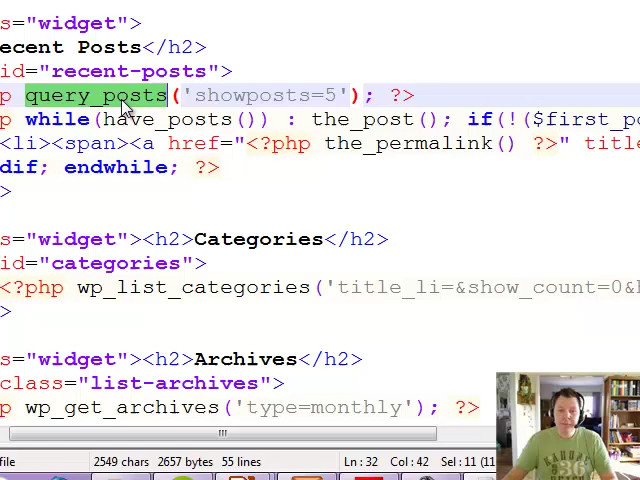 s="widget">
ecent Posts</h2>
id="recent-posts">
p query_posts('showposts=5'); ?>
p while(have_posts()) : the_post(); if(!($first_po
<li><span><a href="<?php the_permalink() ?>" titl
dif; endwhile; ?>
>
s="widget"><h2>Categories</h2>
id="categories">
<?php wp_list_categories('title_li=&show_count=0&h
>
s="widget"><h2>Archives</h2>
class="list-archives">
p wp_get_archives('type=monthly'); ?>
file 2549 chars 2657 bytes 55 lines Ln : 32 Col : 42 Sel : 11 (11